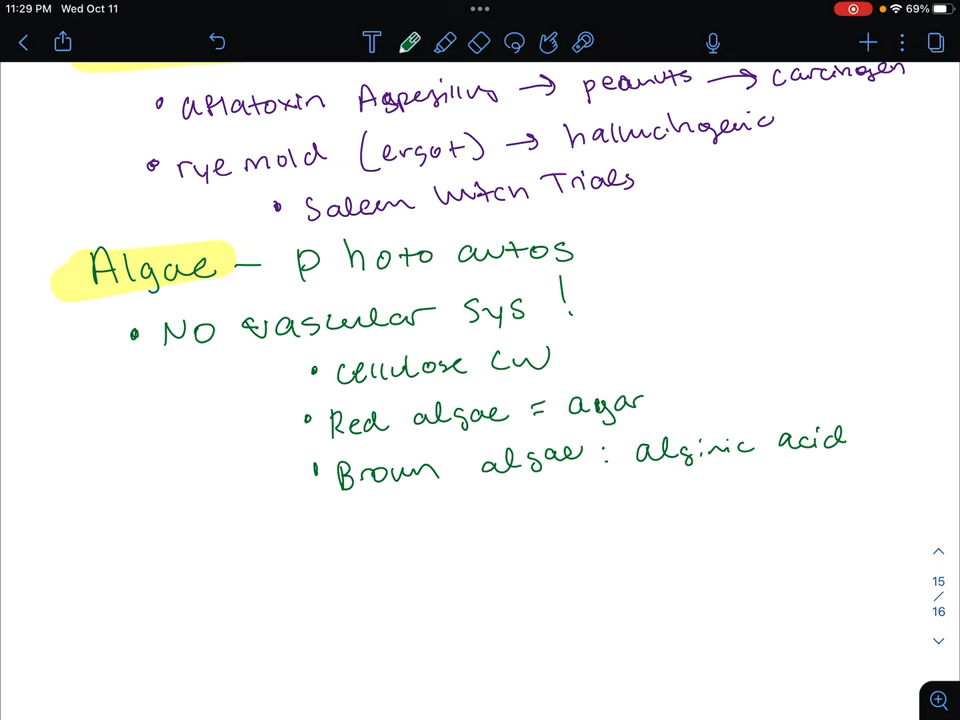 11:29 PM Wed Oct 11
69%
• aflatoxin Aspergillus → peanuts → carcinogen
• rye mold (ergot) → hallucinogenic
• Salem Witch Trials
Algae — photo autos
• No vascular sys!
• cellulose CW
• Red algae = agar
• Brown algae: alginic acid
15
/
16